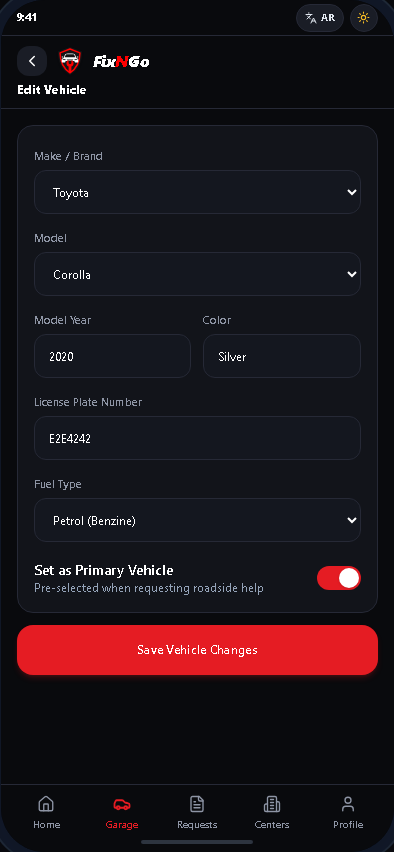 9:41
AR
FixNGo
Edit Vehicle
Make / Brand
Toyota
Model
Corolla
Model Year
Color
2020
Silver
License Plate Number
E2E4242
Fuel Type
Petrol (Benzine)
Set as Primary Vehicle
Pre-selected when requesting roadside help
Save Vehicle Changes
Home
Garage
Requests
Centers
Profile